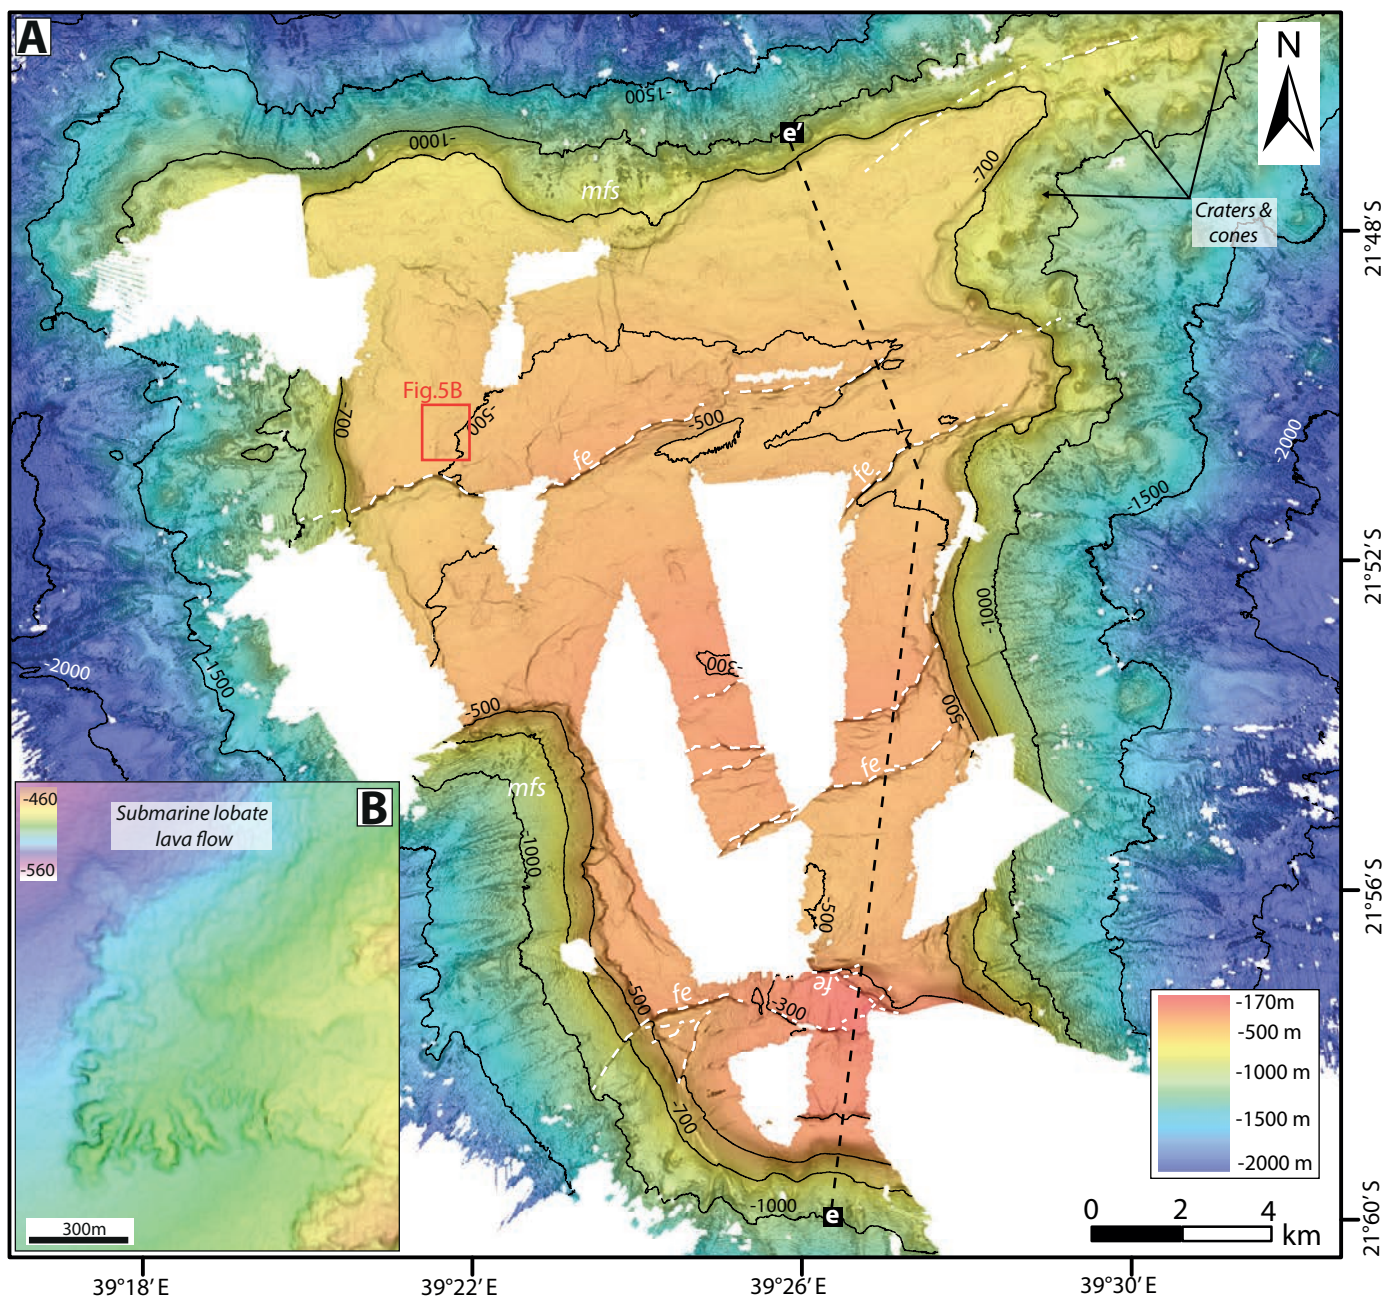 A
N
-1500
-1000
e'
mfs
-700
Craters &
cones
21°48' S
Fig.5B
-700
-500
-500
fe
fe
-2000
-1500
21°52' S
-1000
-300
-2000
-1500
-500
500
fe
mfs
-1000
B
-460
-560
Submarine lobate
lava flow
21°56' S
-500
fe
fe
500
-300
-170m
-500 m
-1000 m
-1500 m
-2000 m
-700
-1000
e
300m
0 2 4
km
21°60' S
39°18' E
39°22' E
39°26' E
39°30' E